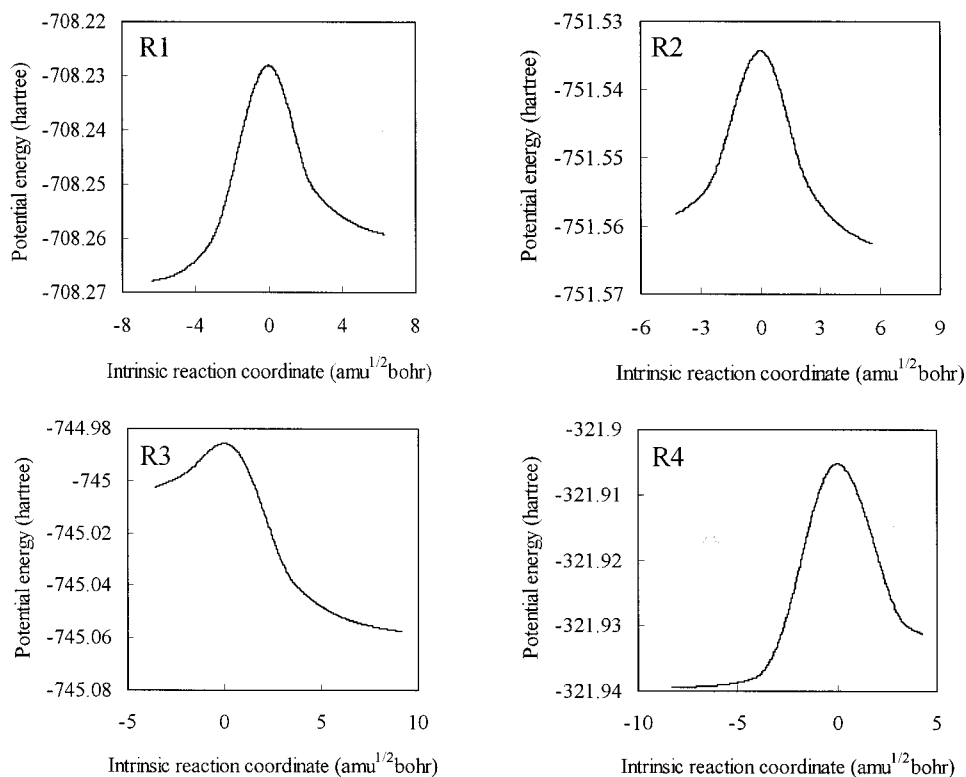 -708.22
R1
-708.23
-708.24
-708.25
-708.26
-708.27
Potential energy (hartree)
-8 -4 0 4 8
Intrinsic reaction coordinate (amu1/2bohr)
-751.53
R2
-751.54
-751.55
-751.56
-751.57
Potential energy (hartree)
-6 -3 0 3 6 9
Intrinsic reaction coordinate (amu1/2bohr)
-744.98
R3
-745
-745.02
-745.04
-745.06
-745.08
Potential energy (hartree)
-5 0 5 10
Intrinsic reaction coordinate (amu1/2bohr)
-321.9
R4
-321.91
-321.92
-321.93
-321.94
Potential energy (hartree)
-10 -5 0 5
Intrinsic reaction coordinate (amu1/2bohr)